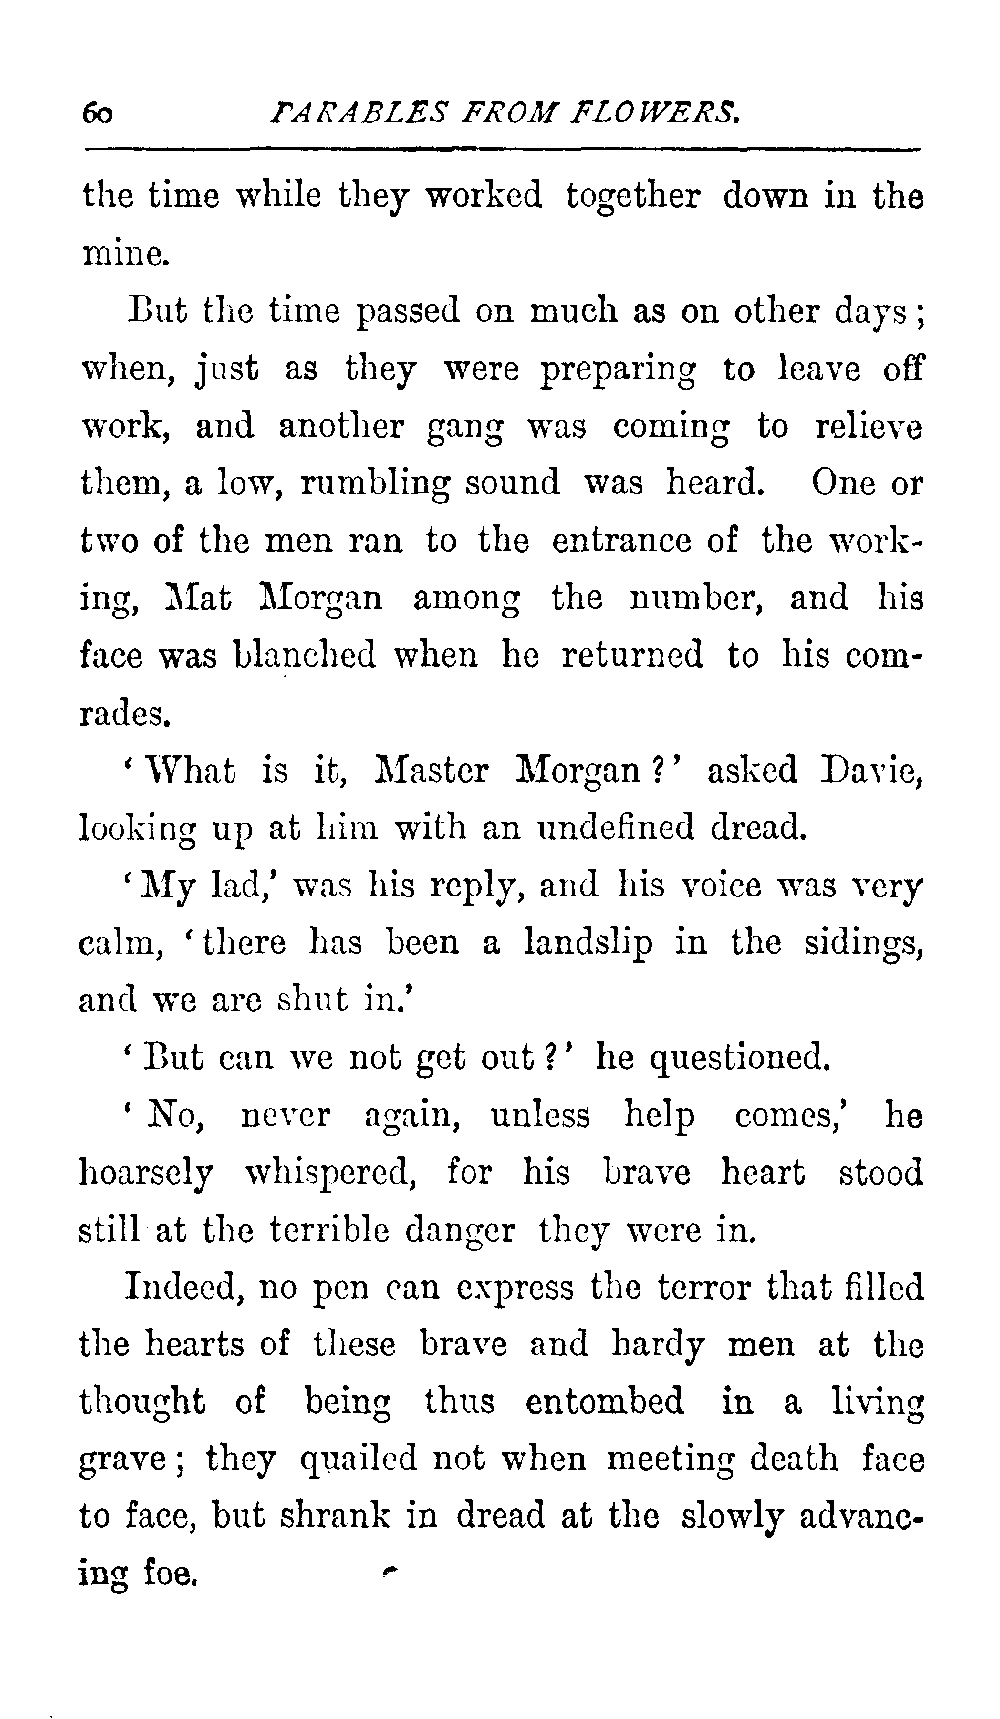 60 PARABLES FROM FLOWERS.
the time while they worked together down in the
mine.
But the time passed on much as on other days ;
when, just as they were preparing to leave off
work, and another gang was coming to relieve
them, a low, rumbling sound was heard. One or
two of the men ran to the entrance of the work-
ing, Mat Morgan among the number, and his
face was blanched when he returned to his com-
rades.
‘ What is it, Master Morgan ? ’ asked Davie,
looking up at him with an undefined dread.
‘ My lad,’ was his reply, and his voice was very
calm, ‘ there has been a landslip in the sidings,
and we are shut in.’
‘ But can we not get out ? ’ he questioned.
‘ No, never again, unless help comes,’ he
hoarsely whispered, for his brave heart stood
still at the terrible danger they were in.
Indeed, no pen can express the terror that filled
the hearts of these brave and hardy men at the
thought of being thus entombed in a living
grave ; they quailed not when meeting death face
to face, but shrank in dread at the slowly advanc-
ing foe.